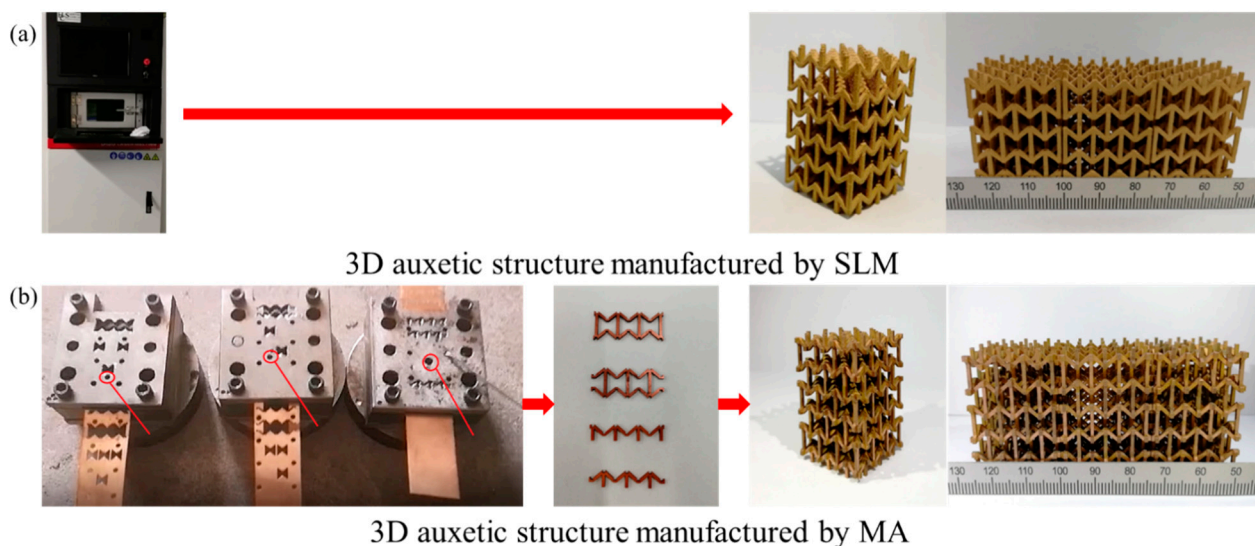 (a)
130 120 110 100 90 80 70 60 50
3D auxetic structure manufactured by SLM
(b)
130 120 110 100 90 80 70 60 50
3D auxetic structure manufactured by MA